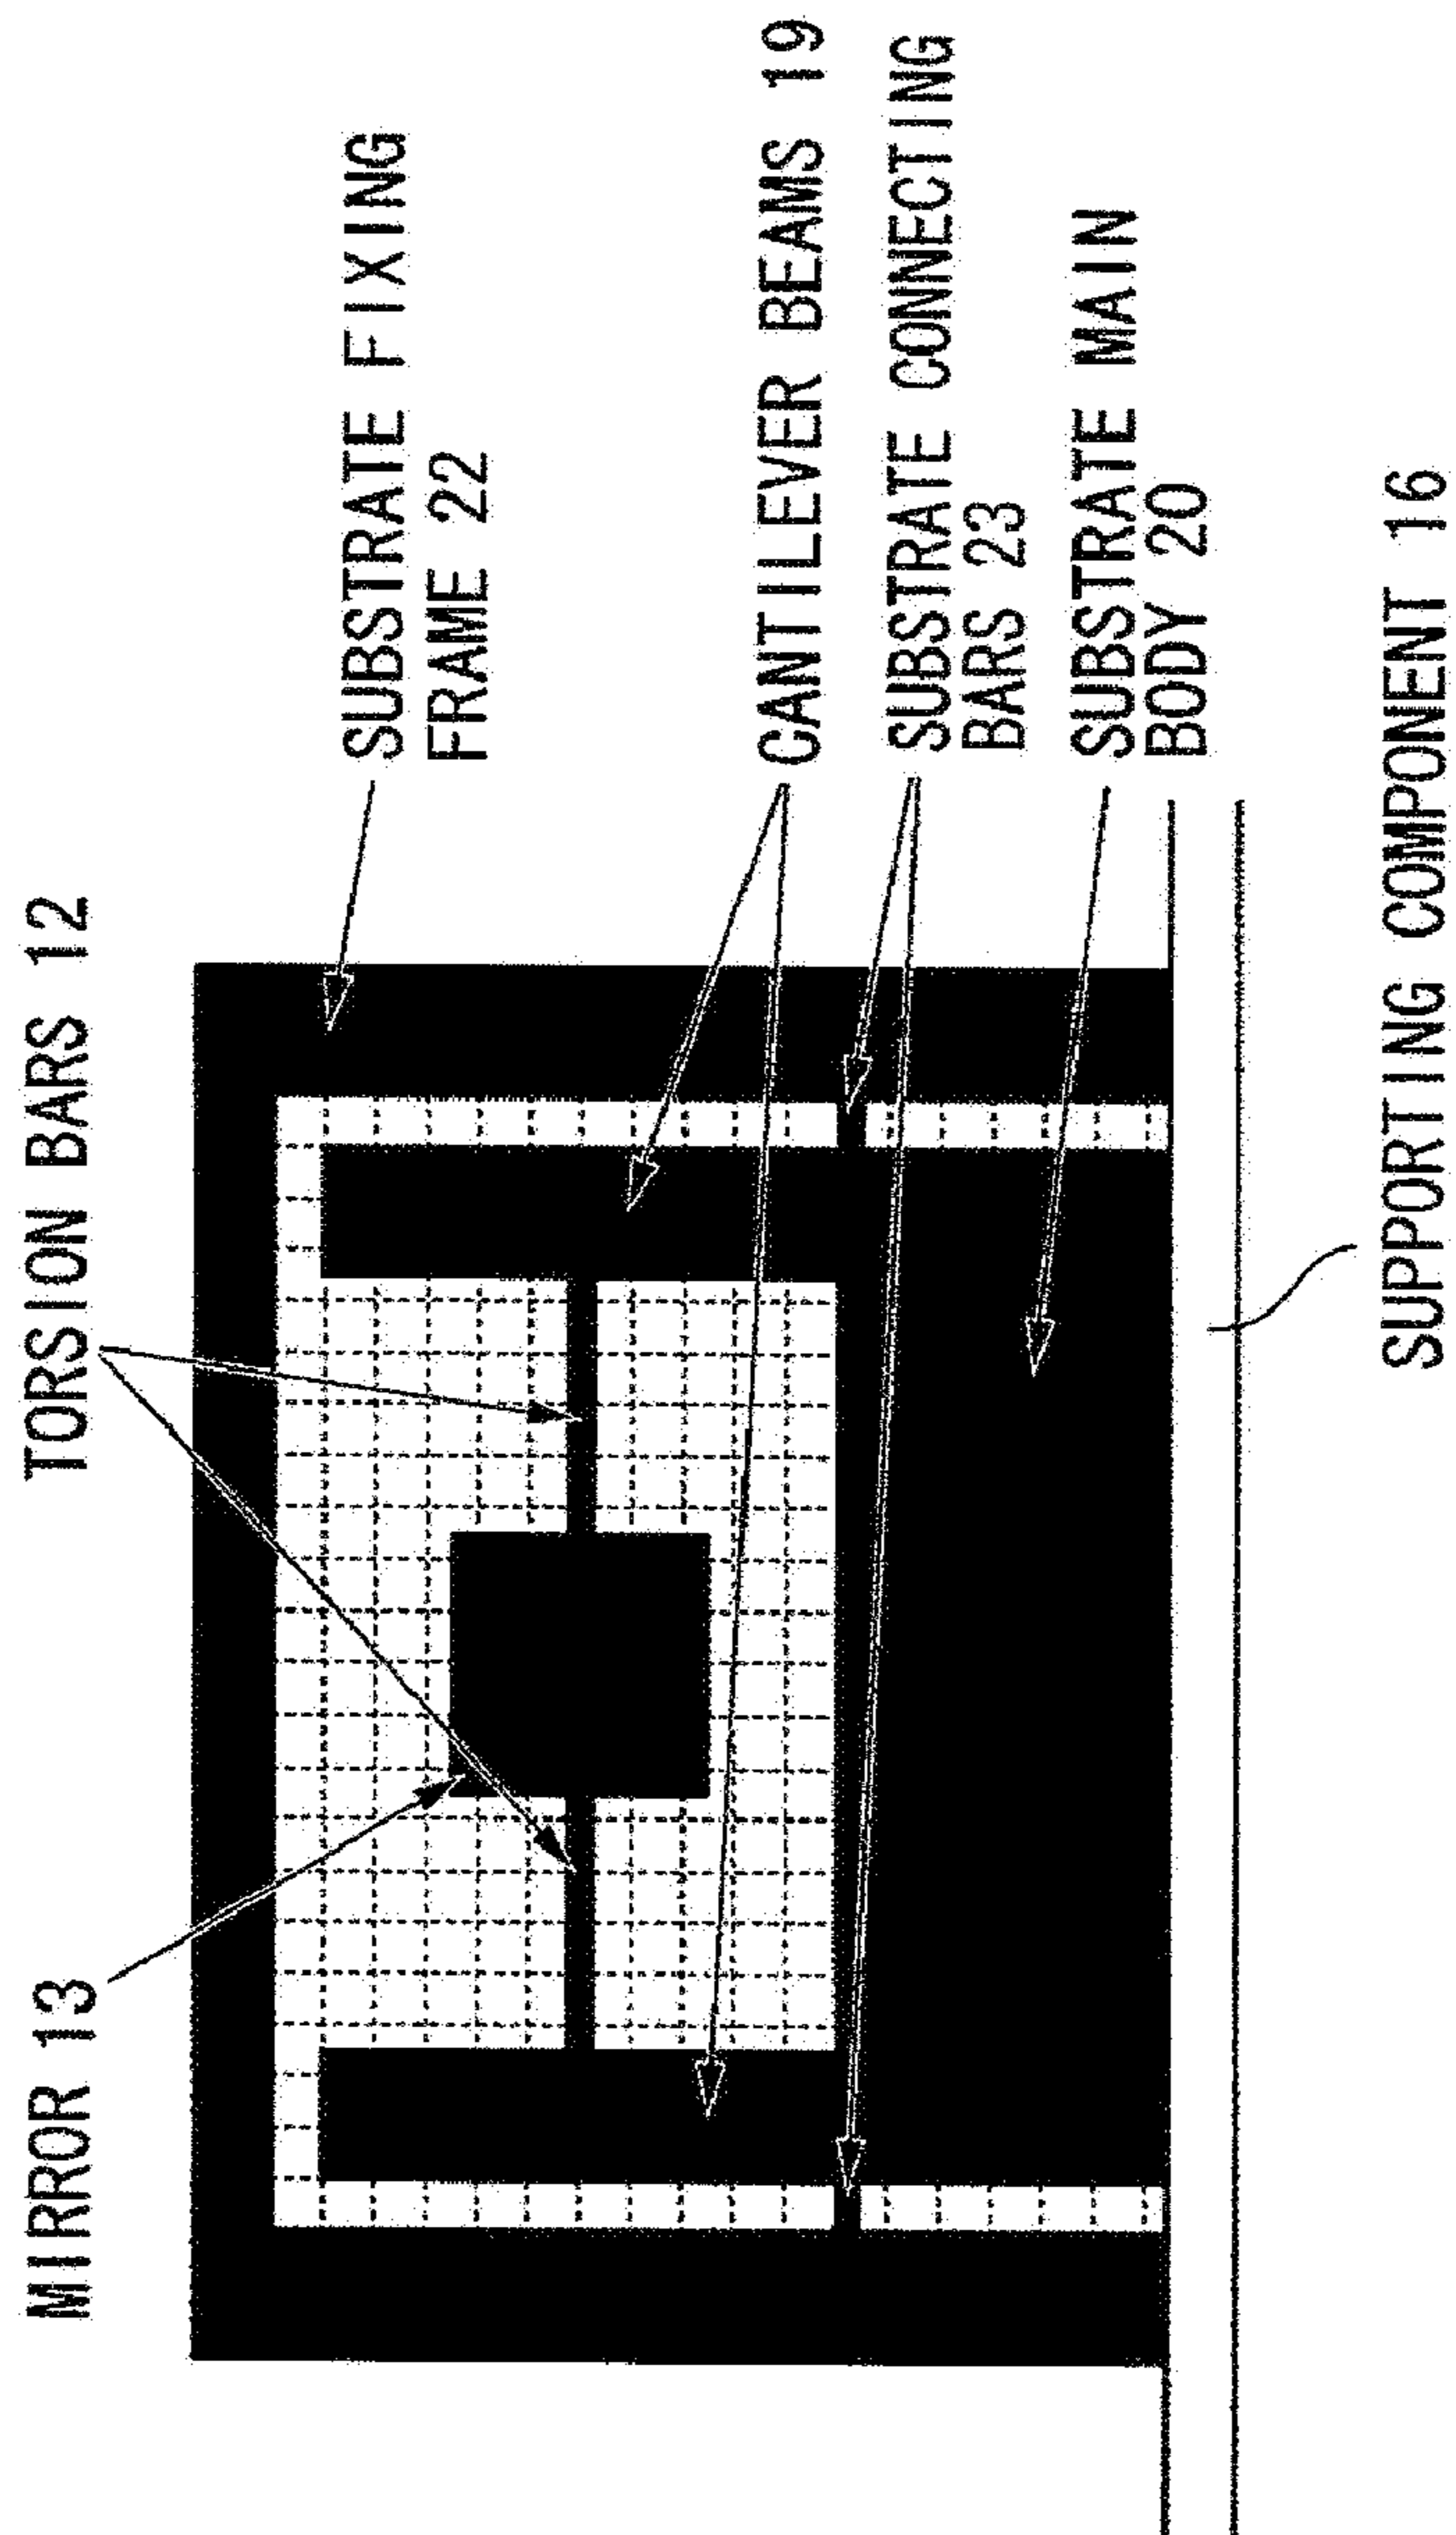 MIRROR 13
TORSION BARS 12
SUBSTRATE FIXING
FRAME 22
CANTILEVER BEAMS 19
SUBSTRATE CONNECTING
BARS 23
SUBSTRATE MAIN
BODY 20
SUPPORTING COMPONENT 16